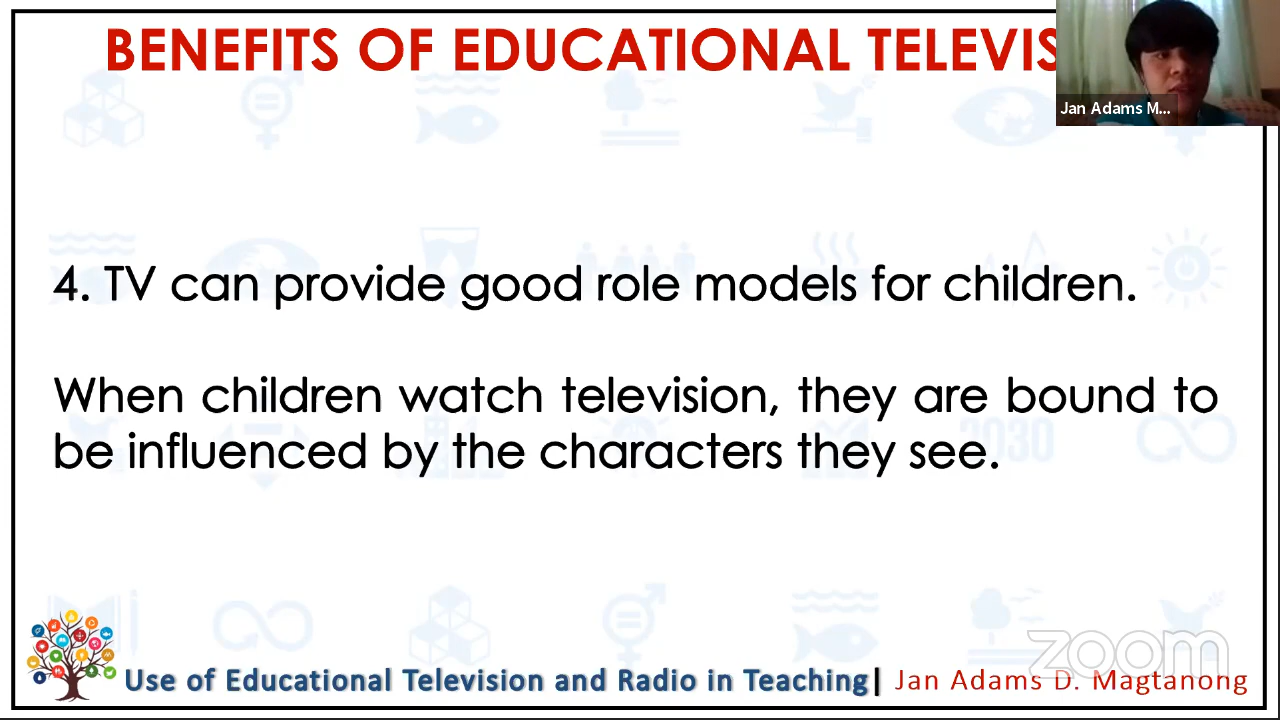 BENEFITS OF EDUCATIONAL TELEVIS
Jan Adams M...
4. TV can provide good role models for children.
When children watch television, they are bound to
be influenced by the characters they see.
2030
zoom
Use of Educational Television and Radio in Teaching| Jan Adams D. Magtanong